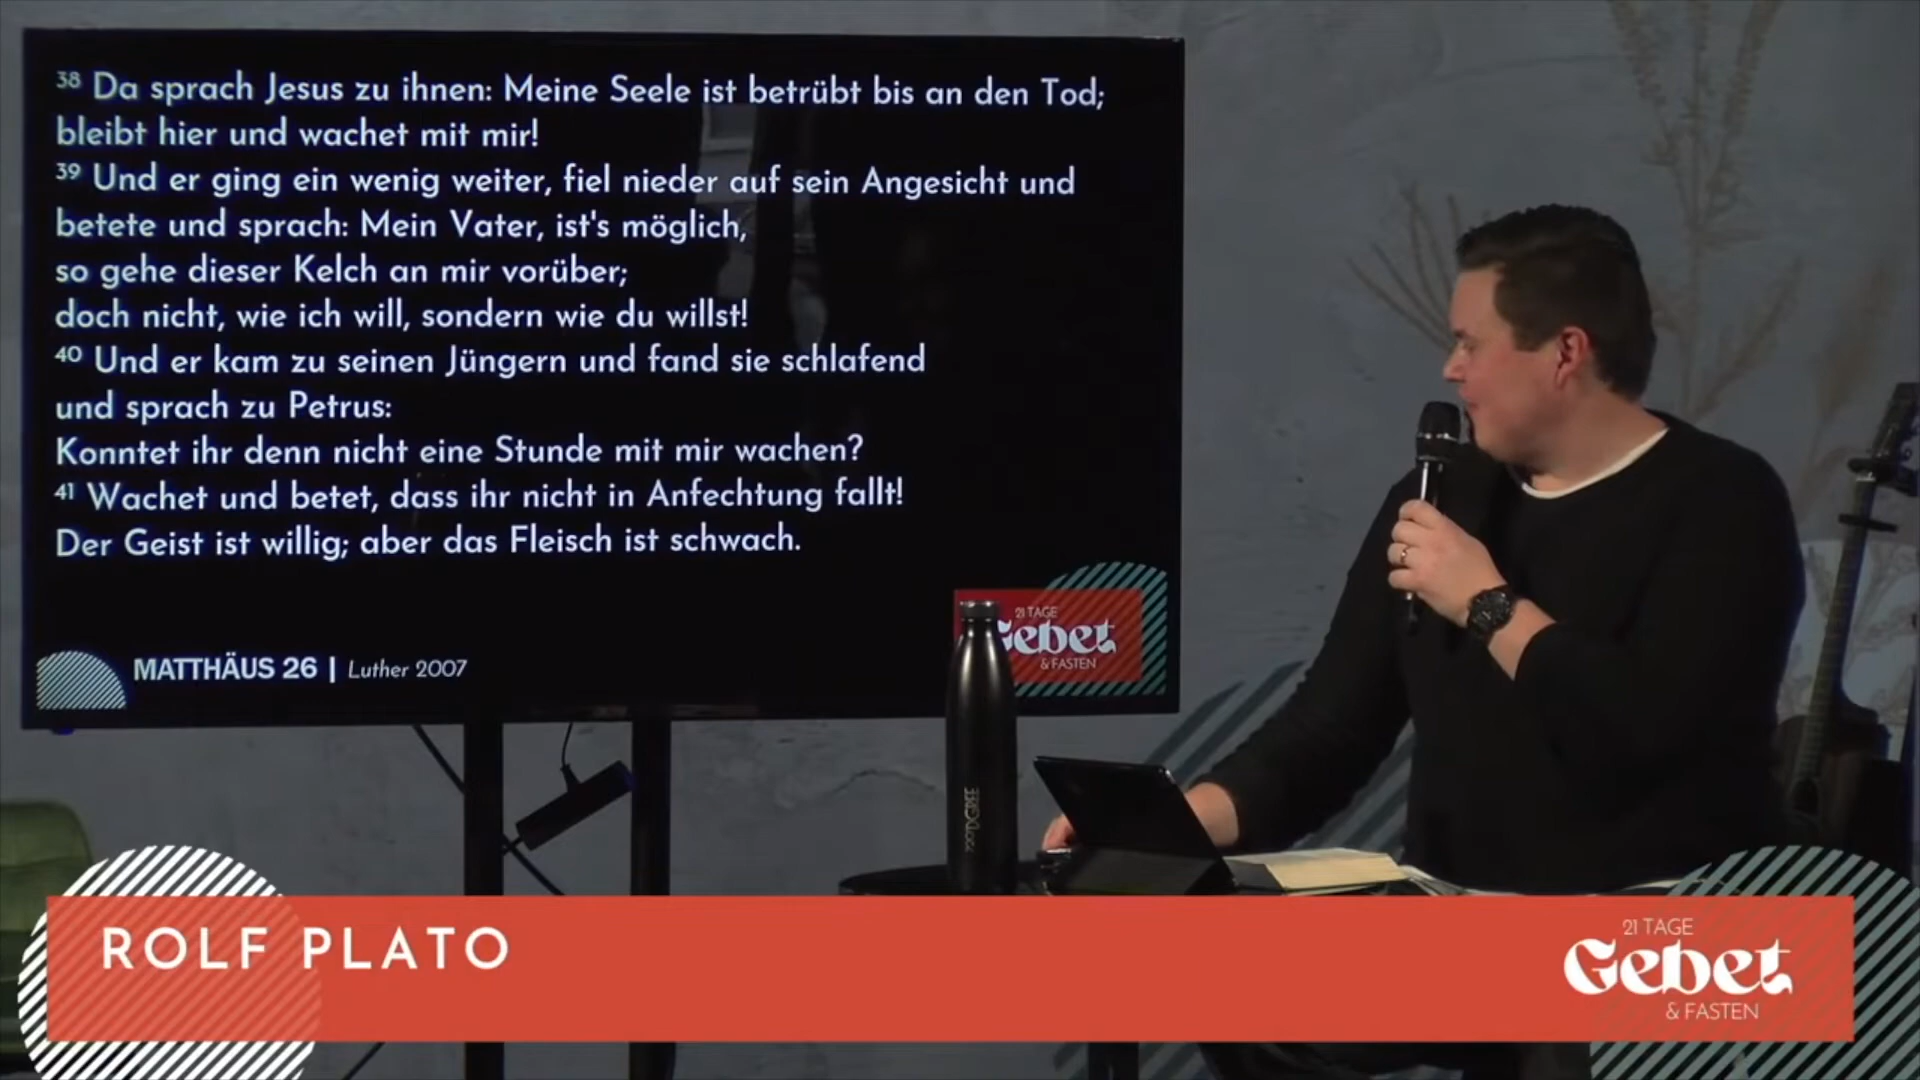 38 Da sprach Jesus zu ihnen: Meine Seele ist betrübt bis an den Tod;
bleibt hier und wachet mit mir!
39 Und er ging ein wenig weiter, fiel nieder auf sein Angesicht und
betete und sprach: Mein Vater, ist's möglich,
so gehe dieser Kelch an mir vorüber;
doch nicht, wie ich will, sondern wie du willst!
40 Und er kam zu seinen Jüngern und fand sie schlafend
und sprach zu Petrus:
Konntet ihr denn nicht eine Stunde mit mir wachen?
41 Wachet und betet, dass ihr nicht in Anfechtung fallt!
Der Geist ist willig; aber das Fleisch ist schwach.
MATTHÄUS 26 | Luther 2007
21 TAGE
Gebet
& FASTEN
ROLF PLATO
21 TAGE
Gebet
& FASTEN